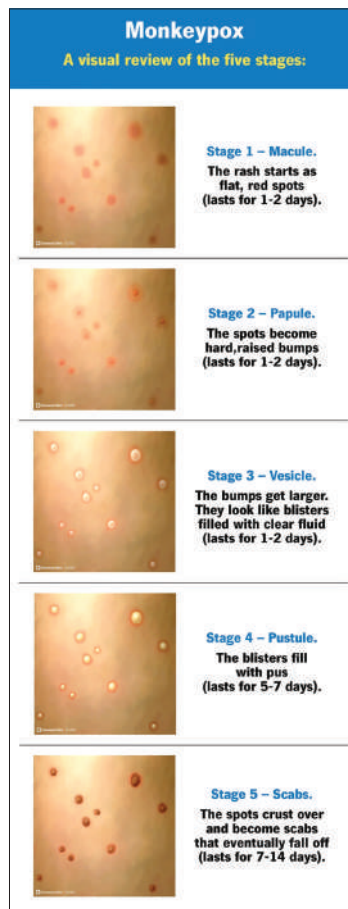 Monkeypox
A visual review of the five stages:
Stage 1 – Macule.
The rash starts as
flat, red spots
(lasts for 1-2 days).
Stage 2 – Papule.
The spots become
hard,raised bumps
(lasts for 1-2 days).
Stage 3 – Vesicle.
The bumps get larger.
They look like blisters
filled with clear fluid
(lasts for 1-2 days).
Stage 4 – Pustule.
The blisters fill
with pus
(lasts for 5-7 days).
Stage 5 – Scabs.
The spots crust over
and become scabs
that eventually fall off
(lasts for 7-14 days).